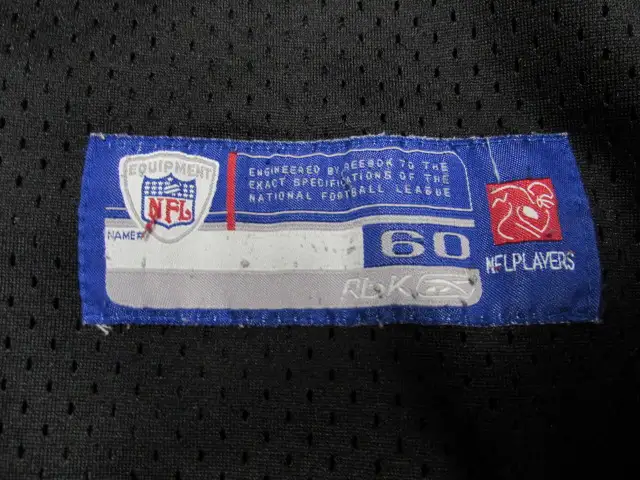 EQUIPMENT
NFL
ENGINEERED BY REEBOK TO THE
EXACT SPECIFICATIONS OF THE
NATIONAL FOOTBALL LEAGUE
NAME#
60
RBK
NFLPLAYERS